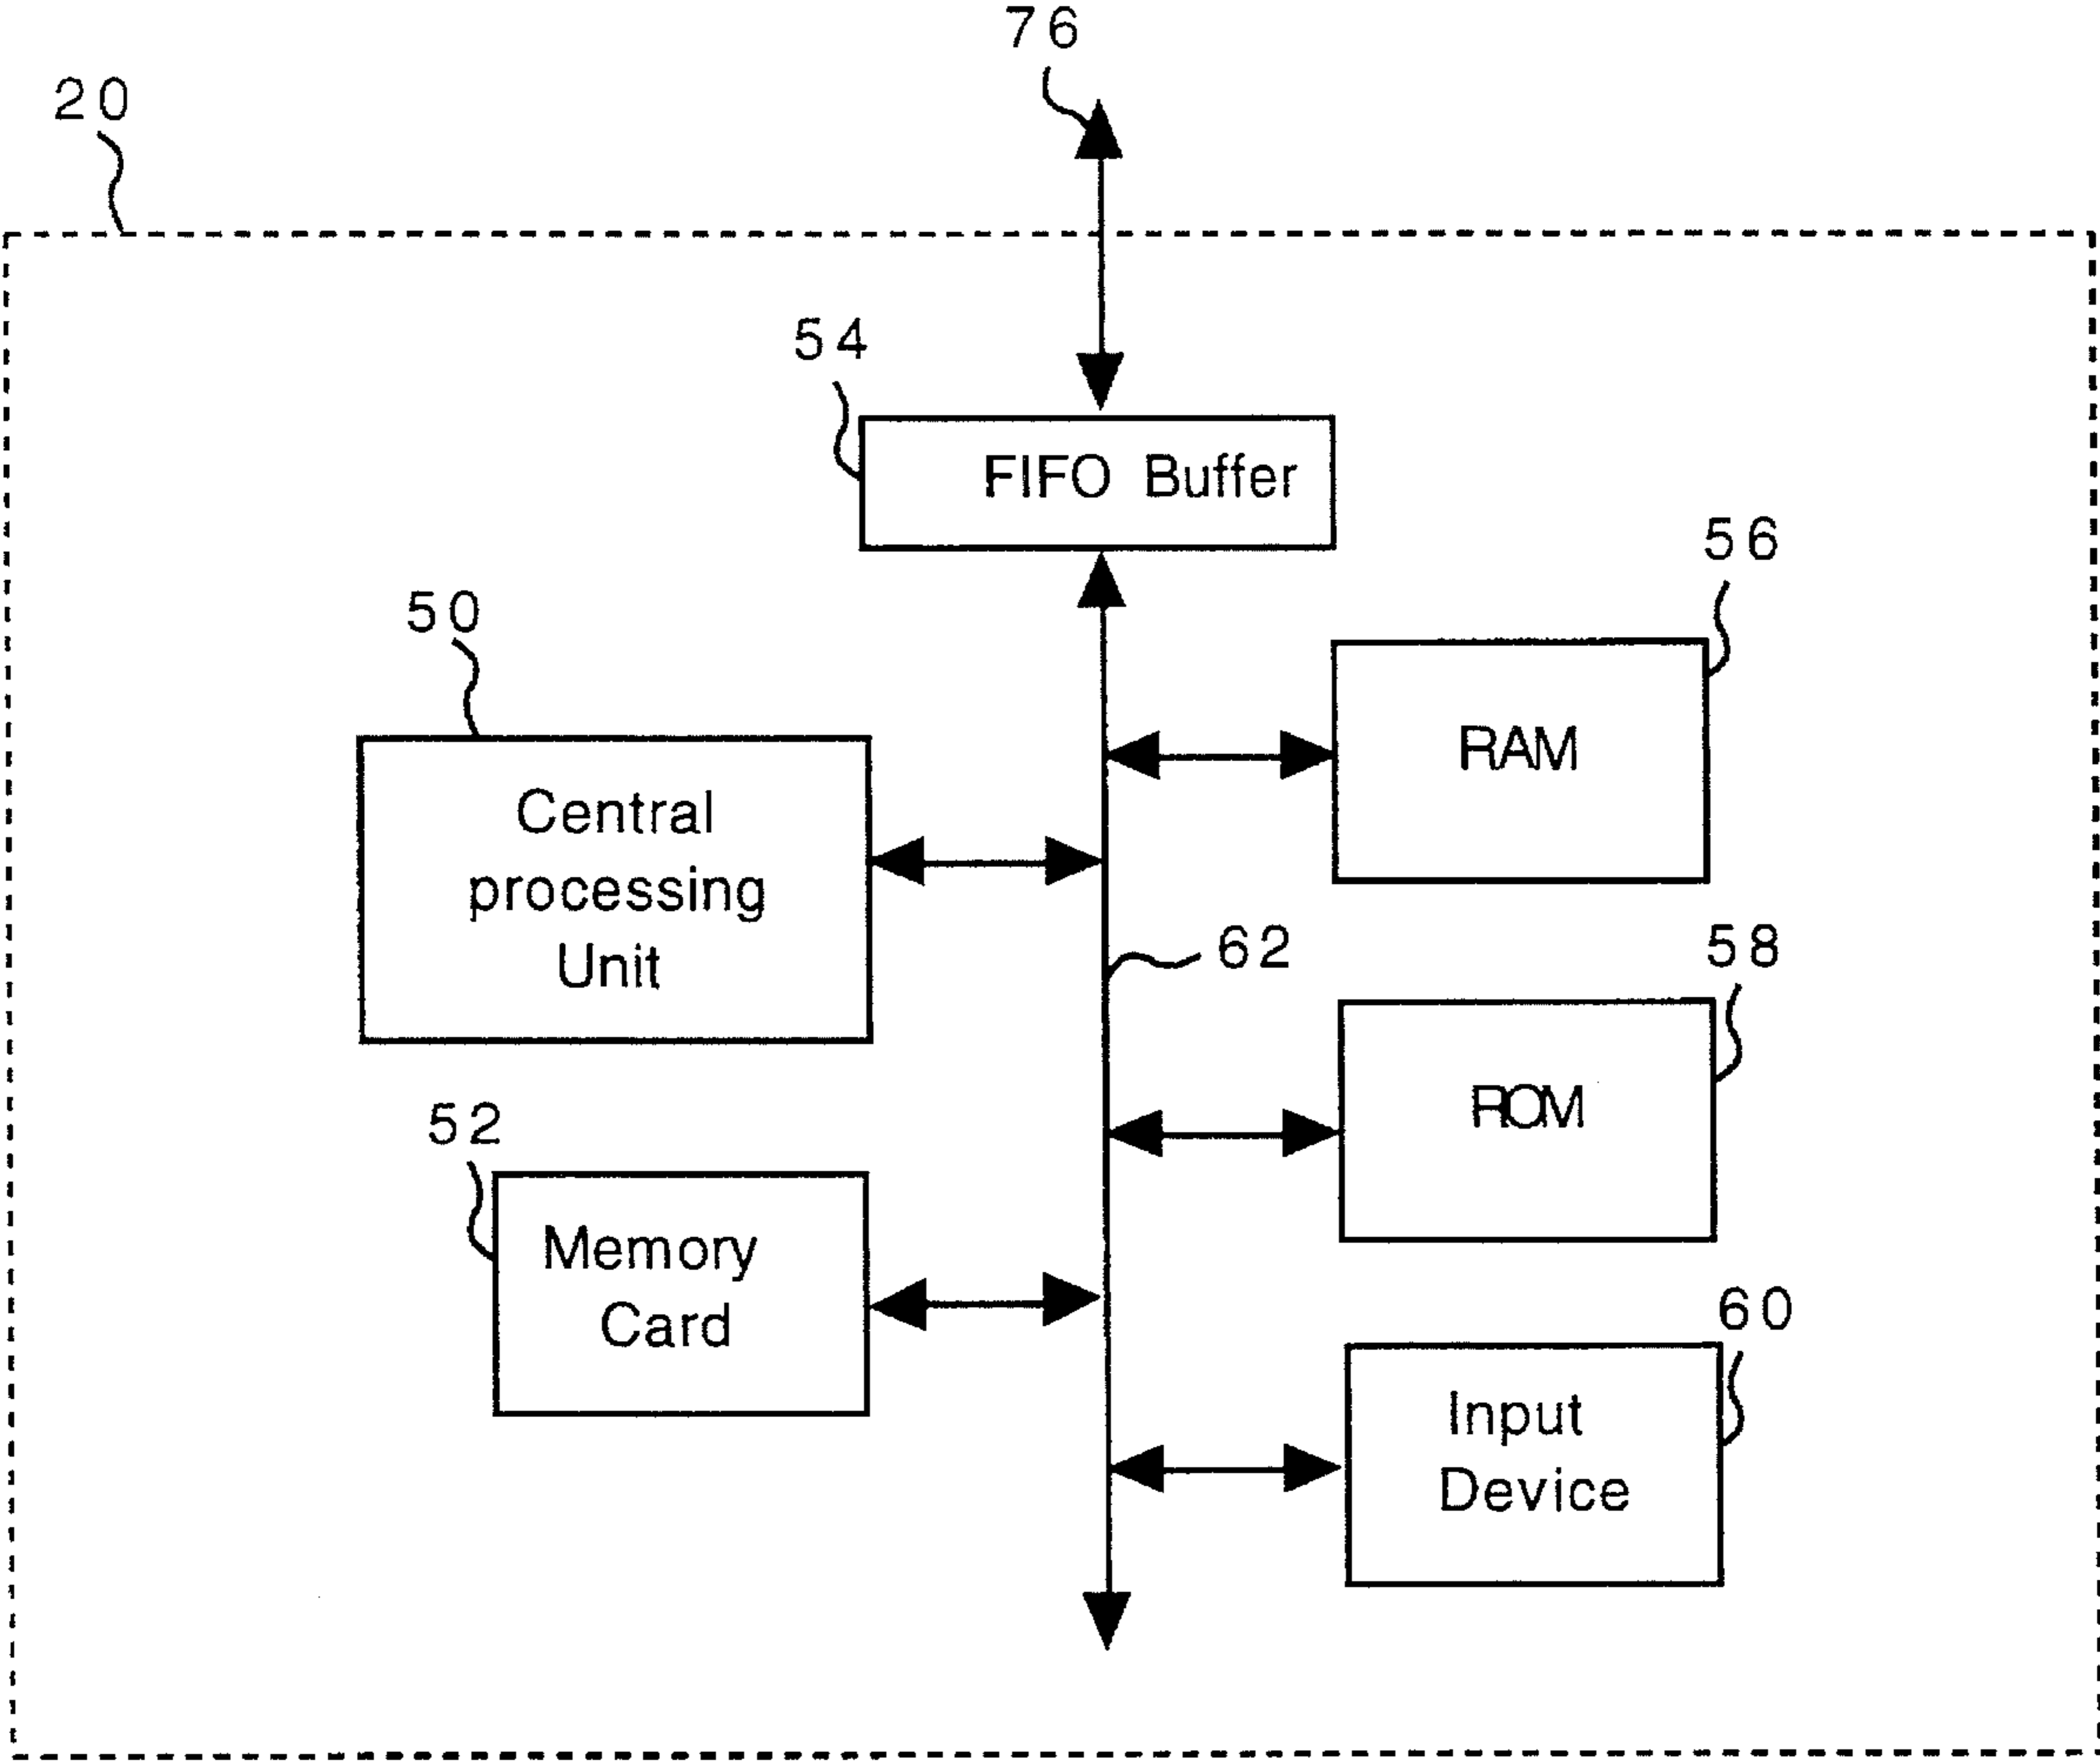 76
20
54
FIFO Buffer
56
50
RAM
Central
processing
Unit
62
58
ROM
52
Memory
Card
60
Input
Device